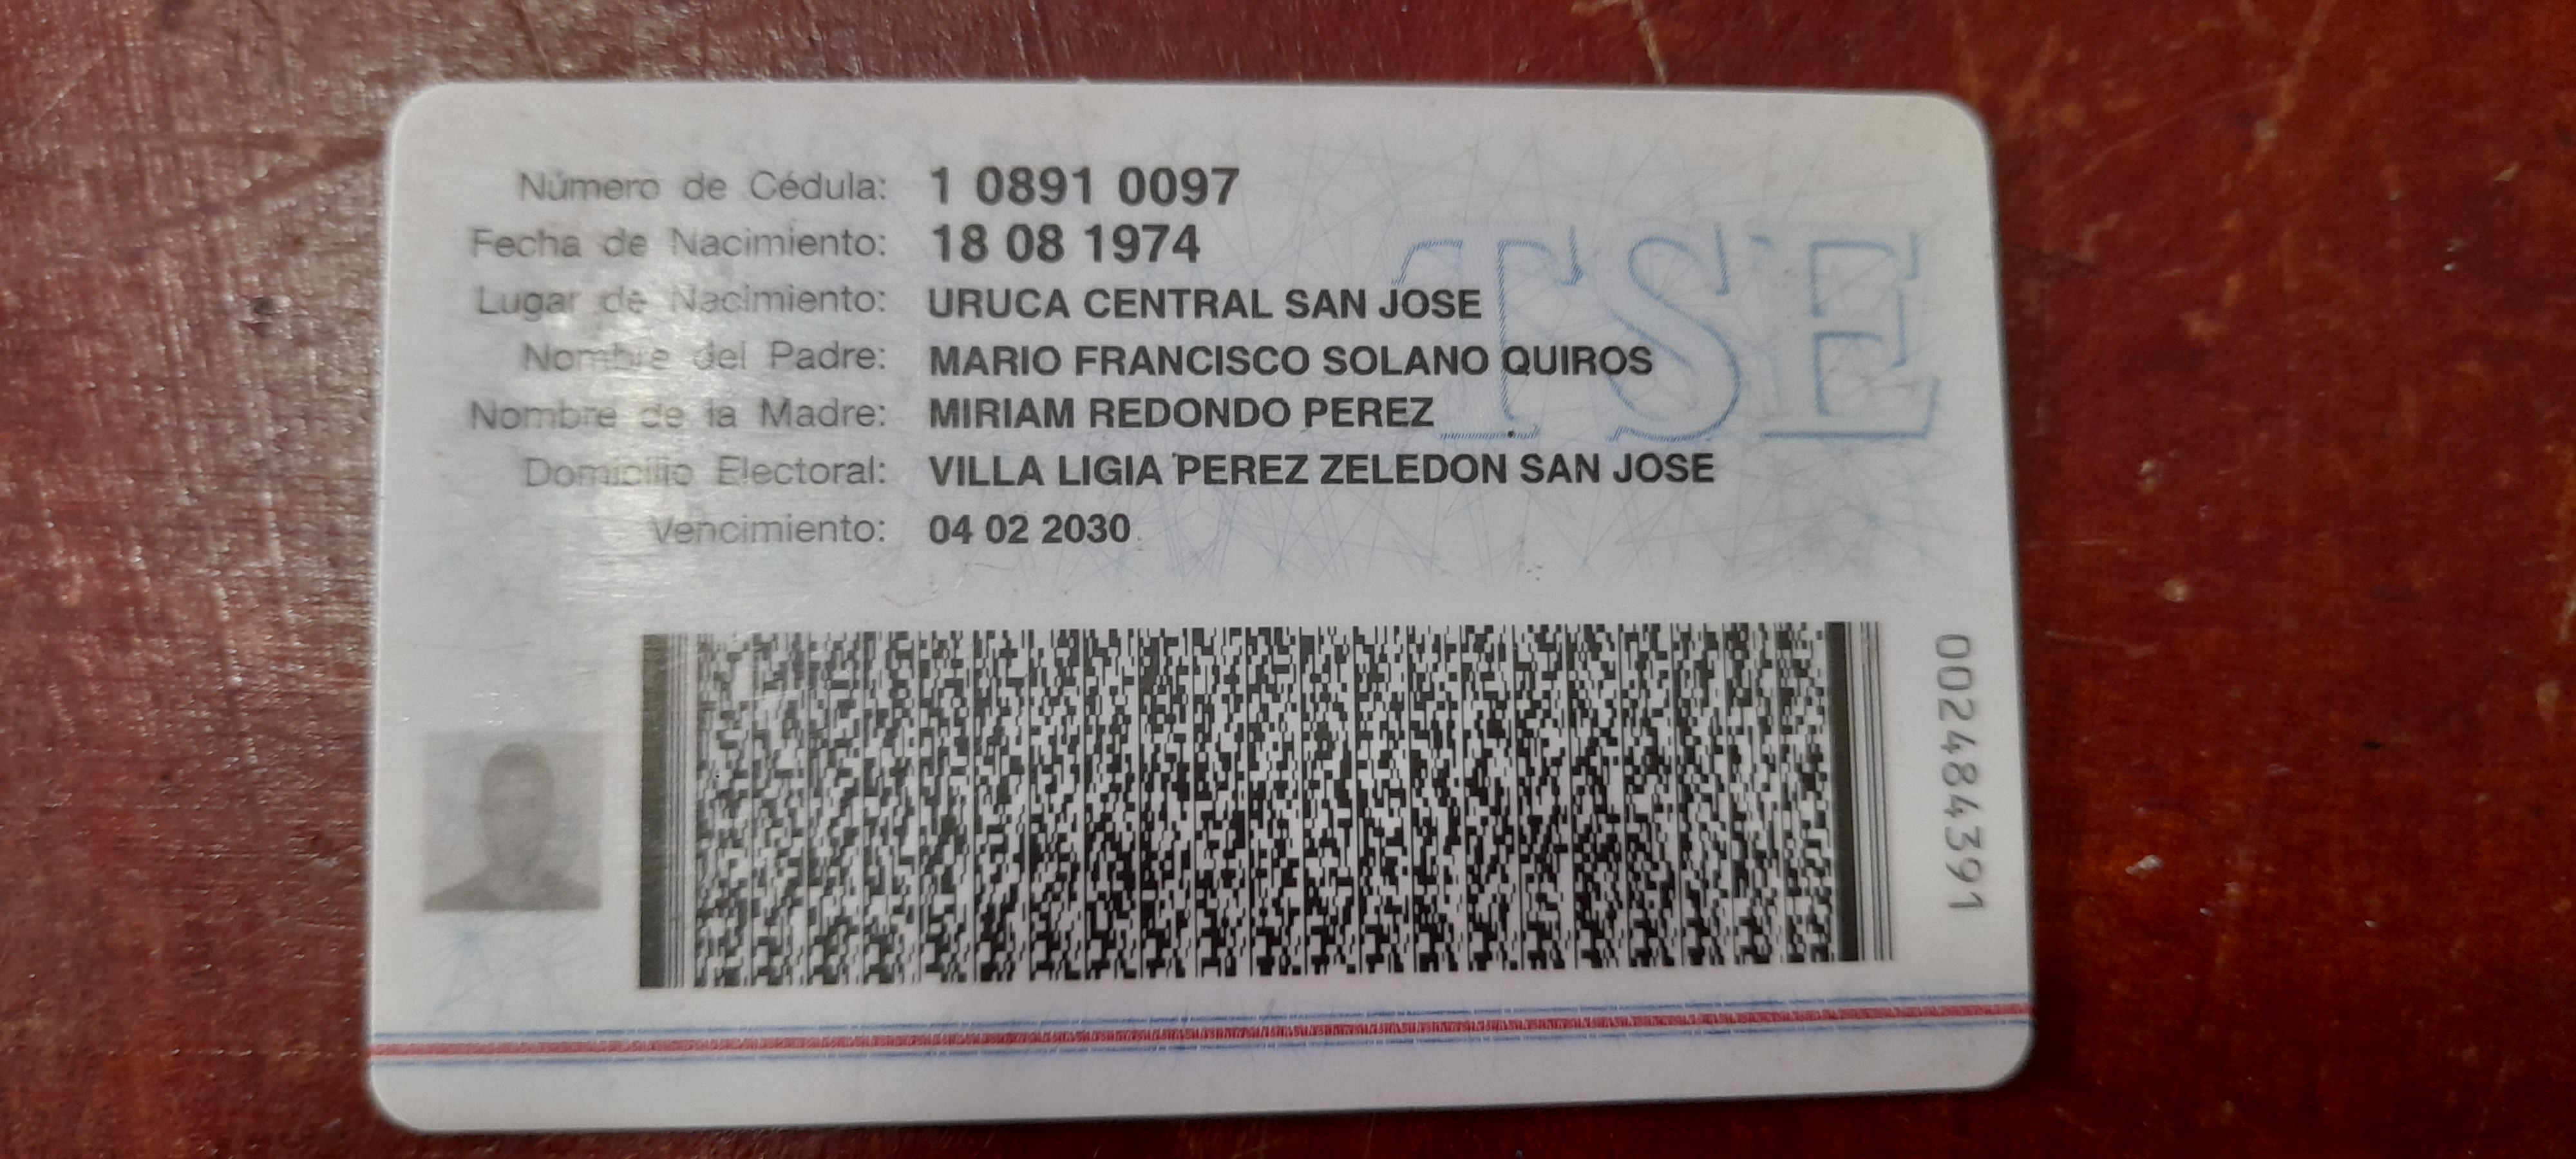 Número de Cédula: 1 0891 0097
Fecha de Nacimiento: 18 08 1974
Lugar de Nacimiento: URUCA CENTRAL SAN JOSE
Nombre del Padre: MARIO FRANCISCO SOLANO QUIROS
Nombre de la Madre: MIRIAM REDONDO PEREZ
Domicilio Electoral: VILLA LIGIA PEREZ ZELEDON SAN JOSE
Vencimiento: 04 02 2030
TSE
002484391